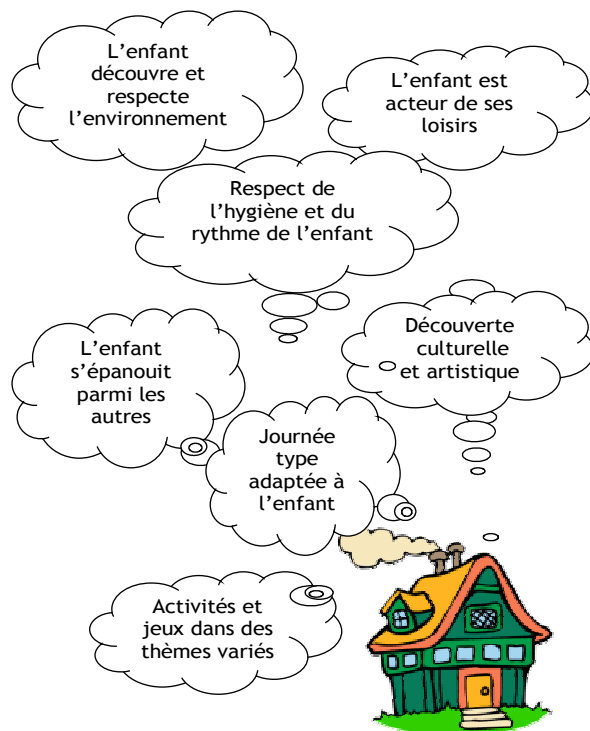 L’enfant
découvre et
respecte
l’environnement
L’enfant est
acteur de ses
loisirs
Respect de
l’hygiène et du
rythme de l’enfant
L’enfant
s’épanouit
parmi les
autres
Découverte
culturelle
et artistique
Journée
type
adaptée à
l’enfant
Activités et
jeux dans des
thèmes variés